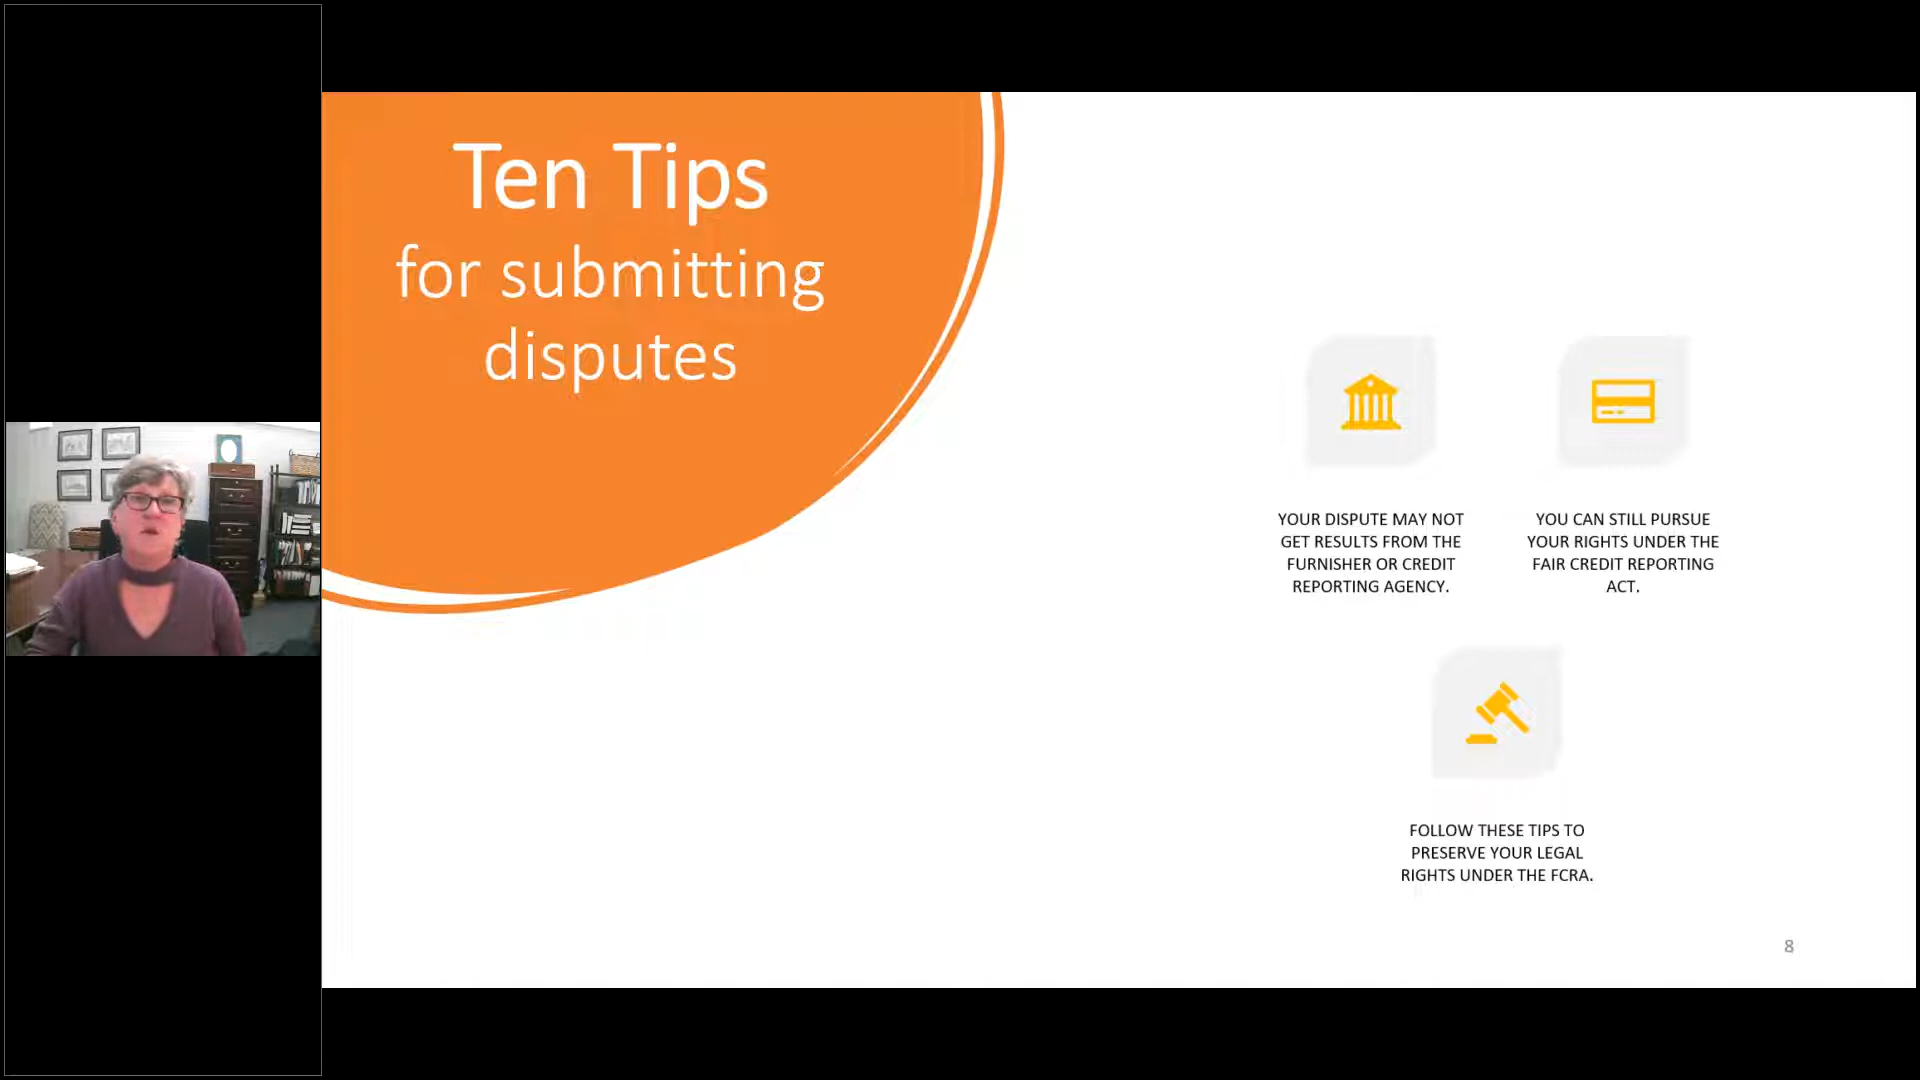 Ten Tips
for submitting
disputes
YOUR DISPUTE MAY NOT
GET RESULTS FROM THE
FURNISHER OR CREDIT
REPORTING AGENCY.
YOU CAN STILL PURSUE
YOUR RIGHTS UNDER THE
FAIR CREDIT REPORTING
ACT.
FOLLOW THESE TIPS TO
PRESERVE YOUR LEGAL
RIGHTS UNDER THE FCRA.
8